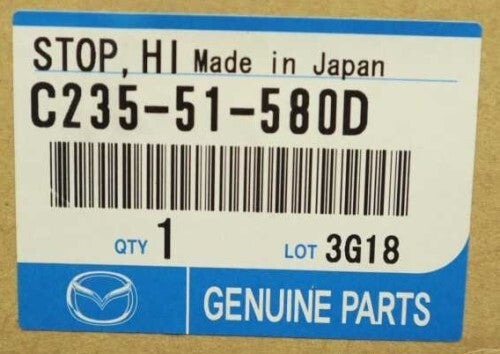 STOP, HI Made in Japan
C235-51-580D
QTY 1 LOT 3G18
GENUINE PARTS